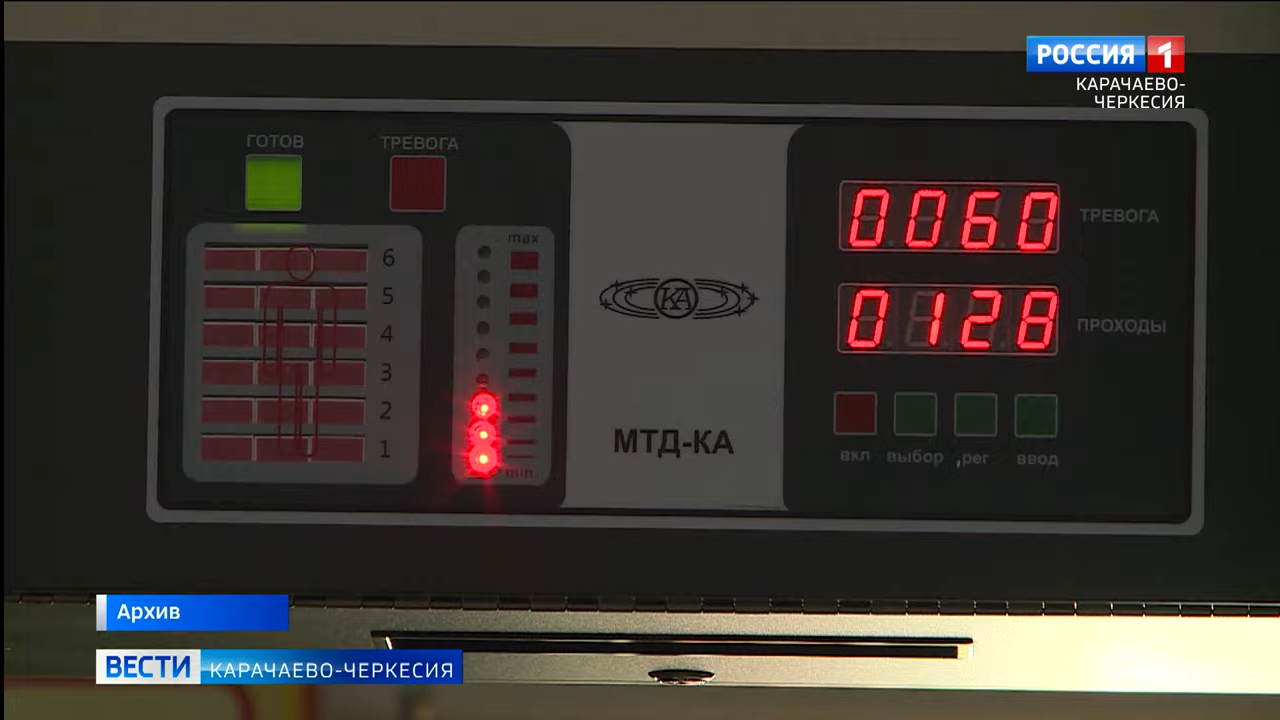 РОССИЯ 1
КАРАЧАЕВО-
ЧЕРКЕСИЯ
ГОТОВ
ТРЕВОГА
6
5
4
3
2
1
max
min
КА
МТД-КА
0060
ТРЕВОГА
0128
ПРОХОДЫ
вкл выбор рег ввод
Архив
ВЕСТИ КАРАЧАЕВО-ЧЕРКЕСИЯ